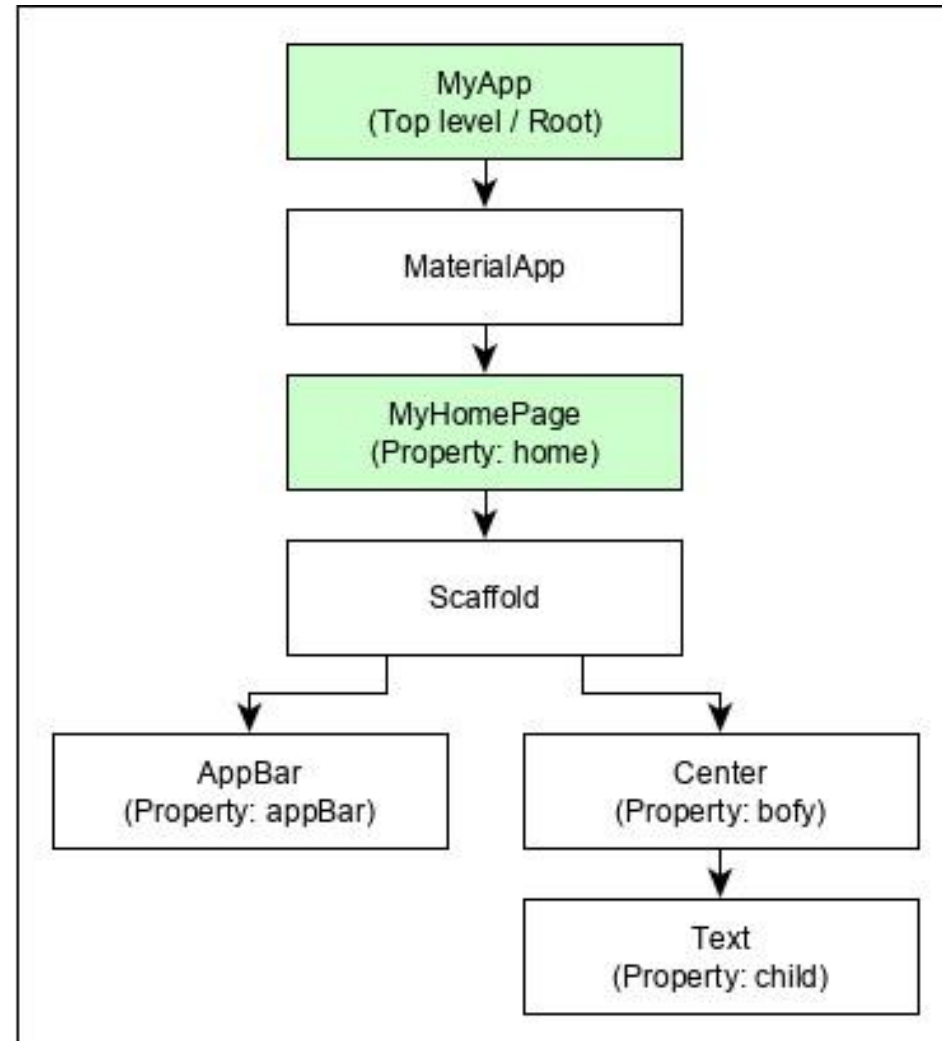 MyApp
(Top level / Root)
MaterialApp
MyHomePage
(Property: home)
Scaffold
AppBar
(Property: appBar)
Center
(Property: bofy)
Text
(Property: child)